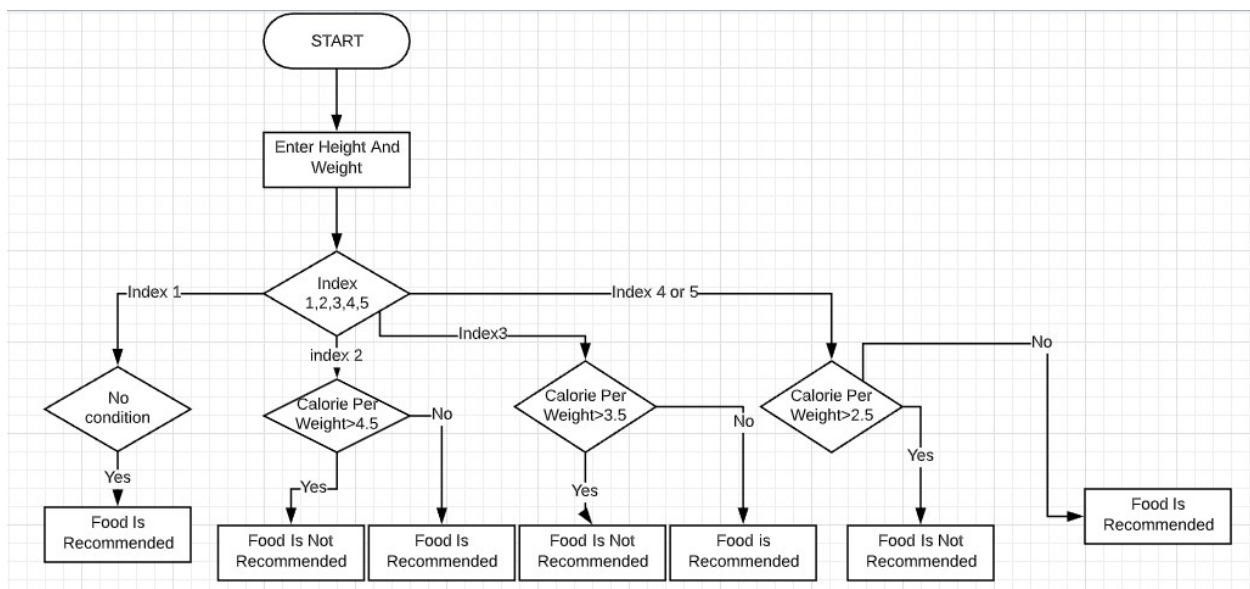 START
Enter Height And
Weight
Index
1,2,3,4,5
Index 1
index 2
Index3
Index 4 or 5
No
condition
Calorie Per
Weight>4.5
Calorie Per
Weight>3.5
Calorie Per
Weight>2.5
No
No
No
Yes
Yes
Yes
Yes
Food Is
Recommended
Food Is Not
Recommended
Food Is
Recommended
Food Is Not
Recommended
Food is
Recommended
Food Is Not
Recommended
Food Is
Recommended